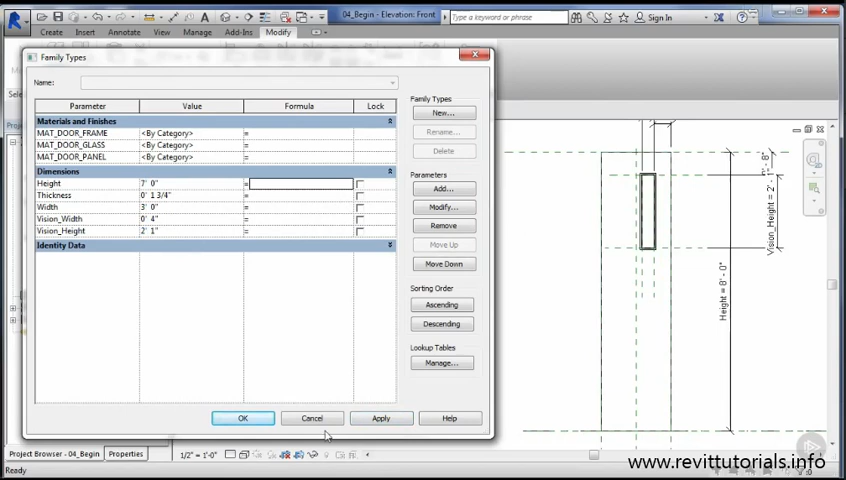 04_Begin - Elevation: Front
Type a keyword or phrase
Sign In
Create Insert Annotate View Manage Add-Ins Modify
Family Types
Name:
Parameter Value Formula Lock
Materials and Finishes
MAT_DOOR_FRAME <By Category> =
MAT_DOOR_GLASS <By Category> =
MAT_DOOR_PANEL <By Category> =
Dimensions
Height 7' 0" =
Thickness 0' 1 3/4" =
Width 3' 0" =
Vision_Width 0' 4" =
Vision_Height 2' 1" =
Identity Data
Family Types
New...
Rename...
Delete
Parameters
Add...
Modify...
Remove
Move Up
Move Down
Sorting Order
Ascending
Descending
Lookup Tables
Manage...
OK Cancel Apply Help
Height = 8' - 0"
Vision_Height = 2' - 1"
Project Browser - 04_Begin Properties
1/2" = 1'-0"
Ready
www.revittutorials.info